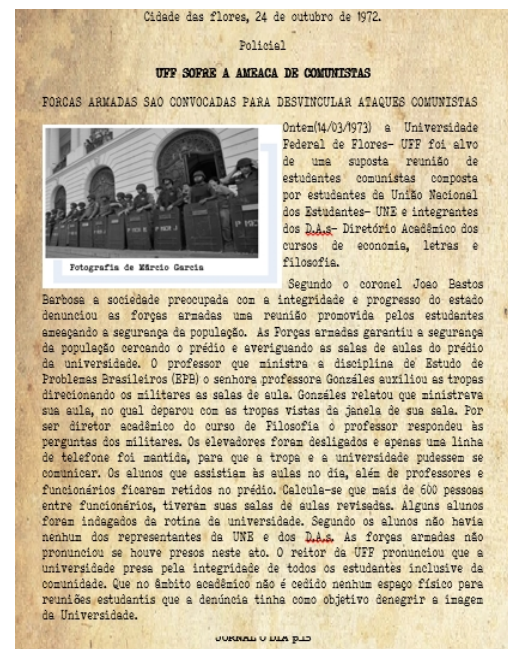 Cidade das flores, 24 de outubro de 1972.
Policial
UFF SOFRE A AMEACA DE COMUNISTAS
FORCAS ARMADAS SAO CONVOCADAS PARA DESVINCULAR ATAQUES COMUNISTAS
Ontem(14/03/1973) a Universidade
Federal de Flores- UFF foi alvo
de uma suposta reunião de
estudantes comunistas composta
por estudantes da União Nacional
dos Estudantes- UNE e integrantes
dos D.A.s- Diretório Acadêmico dos
cursos de economia, letras e
filosofia.
Fotografia de Márcio Garcia
Segundo o coronel Joao Bastos
Barbosa a sociedade preocupada com a integridade e progresso do estado
denunciou as forças armadas uma reunião promovida pelos estudantes
ameaçando a segurança da população. As Forças armadas garantiu a segurança
da população cercando o prédio e averiguando as salas de aulas do prédio
da universidade. O professor que ministra a disciplina de Estudo de
Problemas Brasileiros (EPB) o senhora professora Gonzáles auxiliou as tropas
direcionando os militares as salas de aula. Gonzáles relatou que ministrava
sua aula, no qual deparou com as tropas vistas da janela de sua sala. Por
ser diretor acadêmico do curso de Filosofia o professor respondeu às
perguntas dos militares. Os elevadores foram desligados e apenas uma linha
de telefone foi mantida, para que a tropa e a universidade pudessem se
comunicar. Os alunos que assistiam às aulas no dia, além de professores e
funcionários ficaram retidos no prédio. Calcula-se que mais de 600 pessoas
entre funcionários, tiveram suas salas de aulas revisadas. Alguns alunos
foram indagados da rotina da universidade. Segundo os alunos não havia
nenhum dos representantes da UNE e dos D.A.s. As forças armadas não
pronunciou se houve presos neste ato. O reitor da UFF pronunciou que a
universidade presa pela integridade de todos os estudantes inclusive da
comunidade. Que no âmbito acadêmico não é cedido nenhum espaço físico para
reuniões estudantis que a denúncia tinha como objetivo denegrir a imagem
da Universidade.
JORNAL O DIA p.15